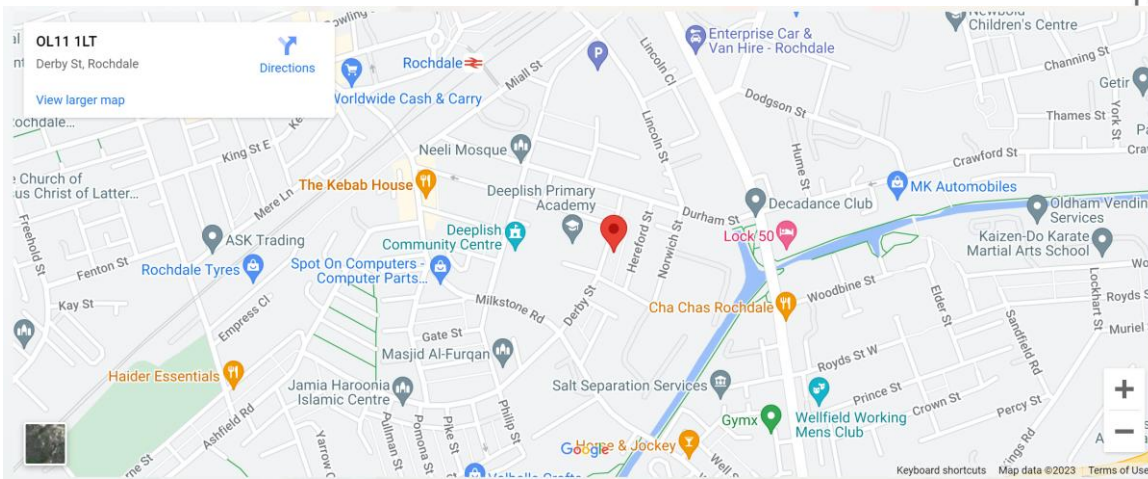 OL11 1LT
Derby St, Rochdale
Directions
View larger map
Rochdale
Miall St
Worldwide Cash & Carry
Enterprise Car &
Van Hire - Rochdale
Children's Centre
Channing St
Getir
York St
Thames St
Dodgson St
Lincoln Cl
Lincoln St
Hume St
Crawford St
MK Automobiles
Oldham Vending
Services
Kaizen-Do Karate
Martial Arts School
King St E
Neeli Mosque
Church of
us Christ of Latter...
The Kebab House
Mere Ln
Deeplish Primary
Academy
Durham St
Decadance Club
Lock 50
Freehold St
ASK Trading
Deeplish
Community Centre
Hereford St
Norwich St
Fenton St
Rochdale Tyres
Spot On Computers -
Computer Parts...
Kay St
Empress Cl
Milkstone Rd
Derby St
Cha Chas Rochdale
Woodbine St
Elder St
Lockhart St
Royds S
Muriel
Sandfield Rd
Gate St
Masjid Al-Furqan
Royds St W
Haider Essentials
Jamia Haroonia
Islamic Centre
Salt Separation Services
Prince St
Crown St
Percy St
Wellfield Working
Mens Club
Gymx
Ashfield Rd
Yarrow Cl
Pullman St
Pomona St
Pike St
Philip St
Google
& Jockey
Keyboard shortcuts
Map data ©2023
Terms of Use